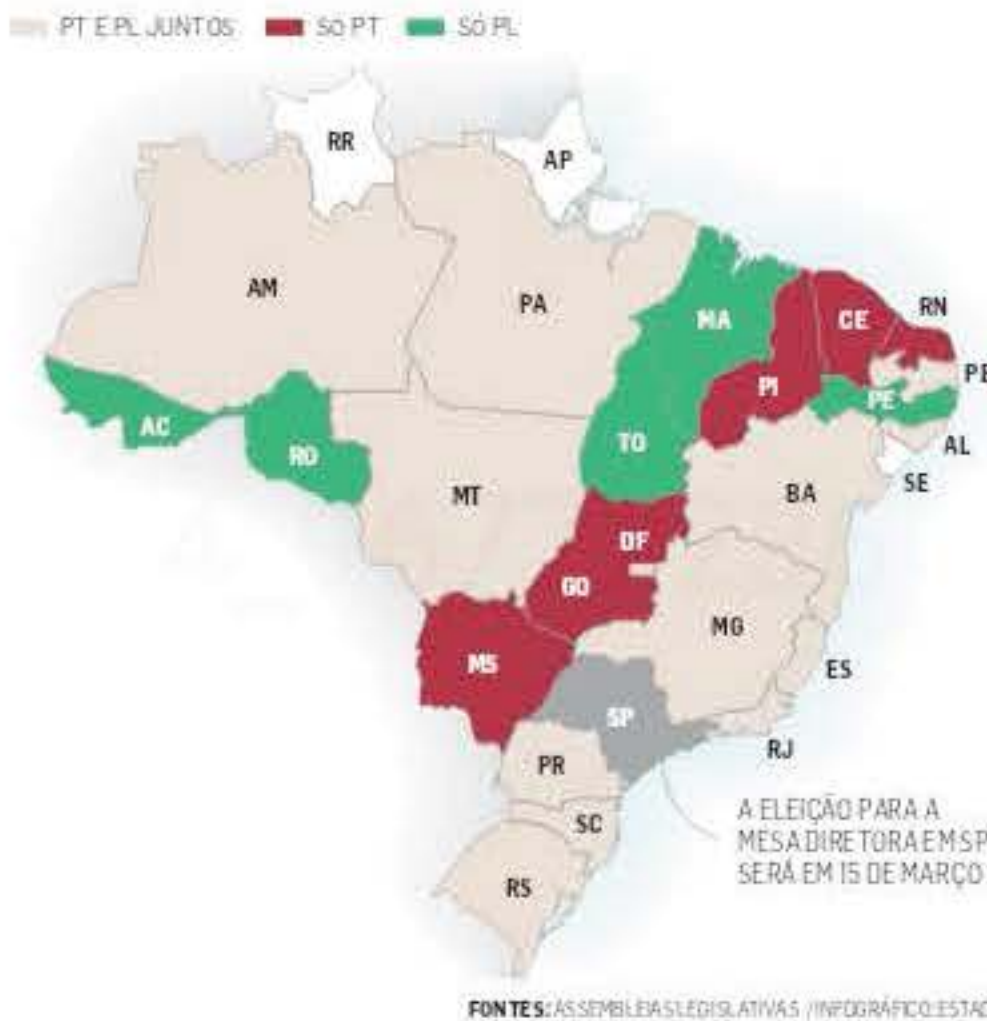 PT E PL JUNTOS SÓ PT SÓ PL
RR
AP
AM
PA
MA
CE
RN
PI
PB
PE
AC
RO
TO
AL
SE
MT
BA
DF
GO
MG
MS
ES
SP
RJ
PR
A ELEIÇÃO PARA A
MESA DIRETORA EM SP
SERÁ EM 15 DE MARÇO
SC
RS
FONTES: ASSEMBLEIAS LEGISLATIVAS / INFOGRÁFICO: ESTAD